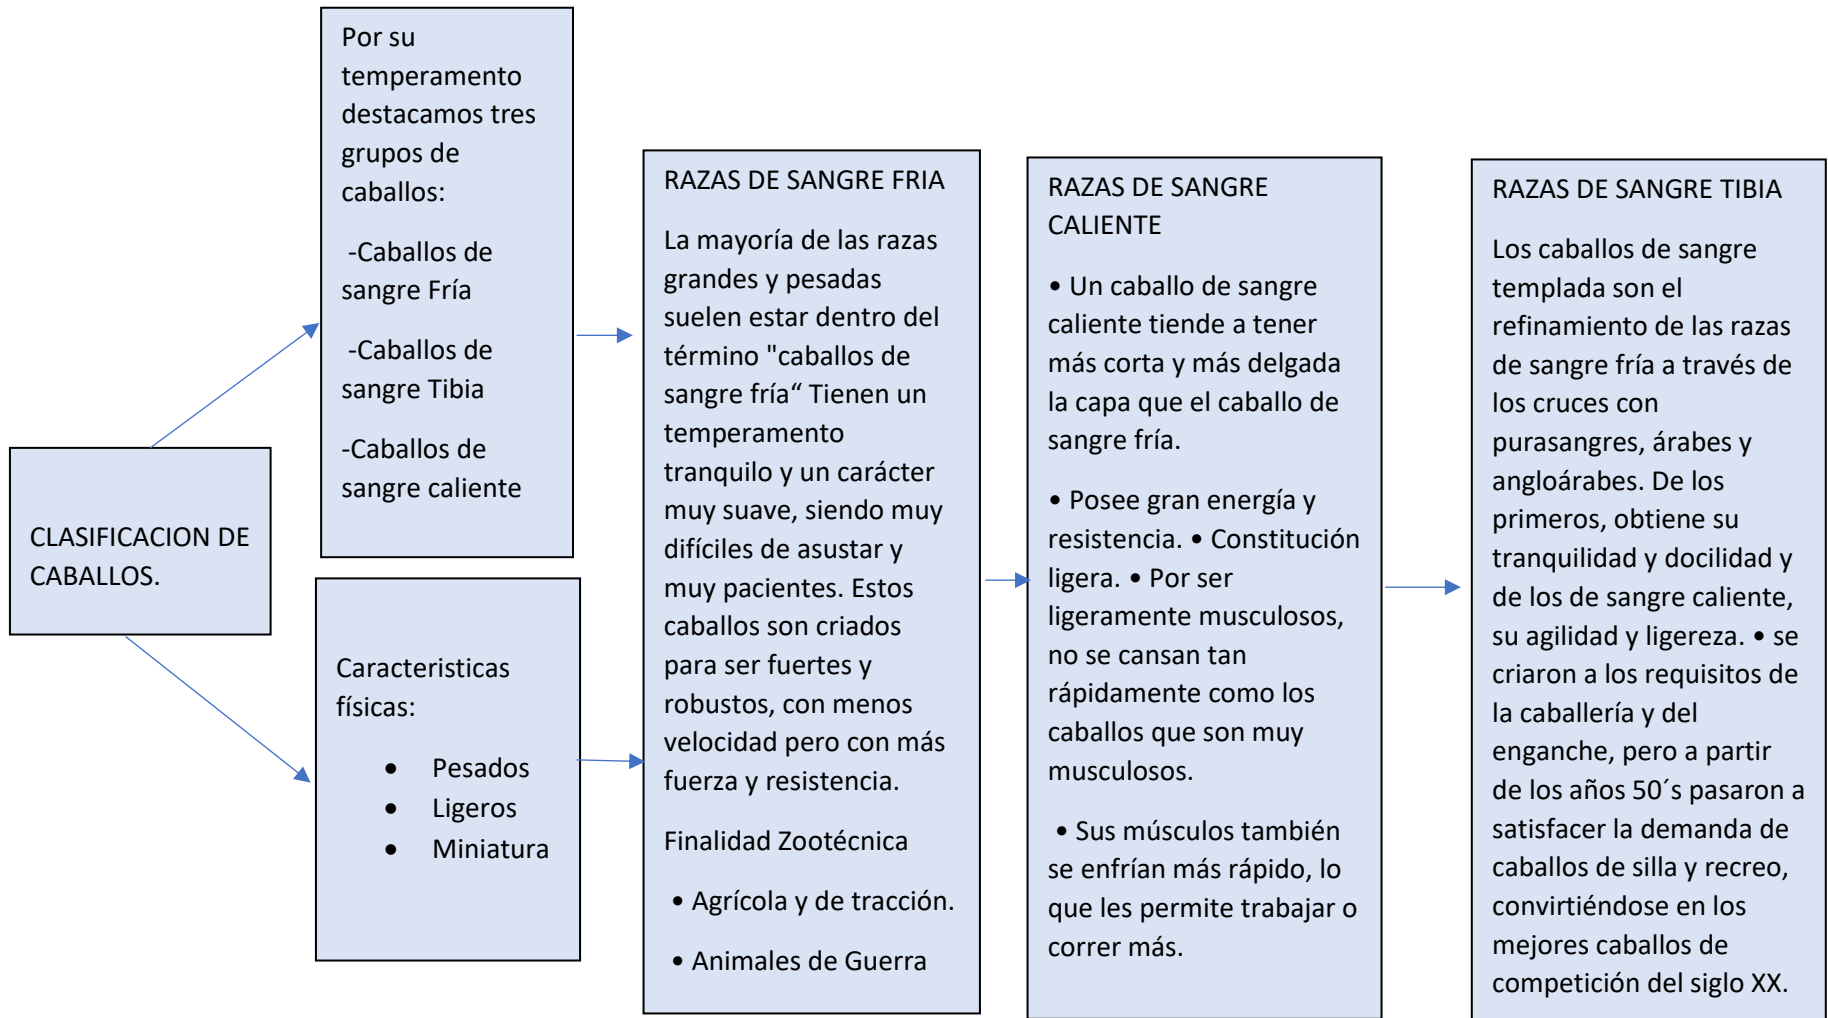 CLASIFICACION DE
CABALLOS.
Por su
temperamento
destacamos tres
grupos de
caballos:
-Caballos de
sangre Fría
-Caballos de
sangre Tibia
-Caballos de
sangre caliente
Caracteristicas
físicas:
• Pesados
• Ligeros
• Miniatura
RAZAS DE SANGRE FRIA
La mayoría de las razas
grandes y pesadas
suelen estar dentro del
término "caballos de
sangre fría“ Tienen un
temperamento
tranquilo y un carácter
muy suave, siendo muy
difíciles de asustar y
muy pacientes. Estos
caballos son criados
para ser fuertes y
robustos, con menos
velocidad pero con más
fuerza y resistencia.
Finalidad Zootécnica
• Agrícola y de tracción.
• Animales de Guerra
RAZAS DE SANGRE
CALIENTE
• Un caballo de sangre
caliente tiende a tener
más corta y más delgada
la capa que el caballo de
sangre fría.
• Posee gran energía y
resistencia. • Constitución
ligera. • Por ser
ligeramente musculosos,
no se cansan tan
rápidamente como los
caballos que son muy
musculosos.
• Sus músculos también
se enfrían más rápido, lo
que les permite trabajar o
correr más.
RAZAS DE SANGRE TIBIA
Los caballos de sangre
templada son el
refinamiento de las razas
de sangre fría a través de
los cruces con
purasangres, árabes y
angloárabes. De los
primeros, obtiene su
tranquilidad y docilidad y
de los de sangre caliente,
su agilidad y ligereza. • se
criaron a los requisitos de
la caballería y del
enganche, pero a partir
de los años 50´s pasaron a
satisfacer la demanda de
caballos de silla y recreo,
convirtiéndose en los
mejores caballos de
competición del siglo XX.